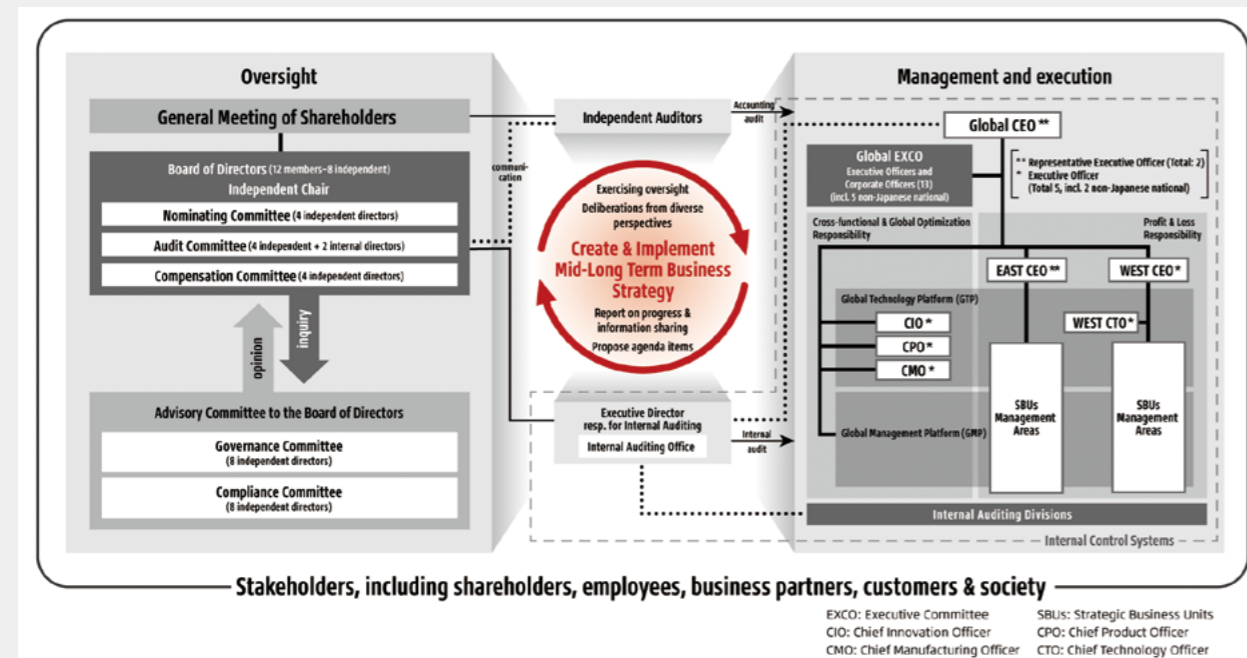 Oversight
General Meeting of Shareholders
Board of Directors (12 members-8 independent)
Independent Chair
Nominating Committee (4 independent directors)
Audit Committee (4 independent + 2 internal directors)
Compensation Committee (4 independent directors)
opinion
inquiry
Advisory Committee to the Board of Directors
Governance Committee
(8 independent directors)
Compliance Committee
(8 independent directors)
Independent Auditors
communi-
cation
Accounting
audit
Exercising oversight
Deliberations from diverse
perspectives
Create & Implement
Mid-Long Term Business
Strategy
Report on progress &
information sharing
Propose agenda items
Executive Director
resp. for Internal Auditing
Internal Auditing Office
Internal
audit
Management and execution
Global CEO **
Global EXCO
Executive Officers and
Corporate Officers (13)
(incl. 5 non-Japanese national)
** Representative Executive Officer (Total: 2)
* Executive Officer
(Total 5, incl. 2 non-Japanese national)
Cross-functional & Global Optimization
Responsibility
Profit & Loss
Responsibility
EAST CEO **
WEST CEO *
Global Technology Platform (GTP)
CIO *
CPO *
CMO *
WEST CTO *
SBUs
Management
Areas
SBUs
Management
Areas
Global Management Platform (GMP)
Internal Auditing Divisions
Internal Control Systems
Stakeholders, including shareholders, employees, business partners, customers & society
EXCO: Executive Committee
SBUs: Strategic Business Units
CIO: Chief Innovation Officer
CPO: Chief Product Officer
CMO: Chief Manufacturing Officer
CTO: Chief Technology Officer